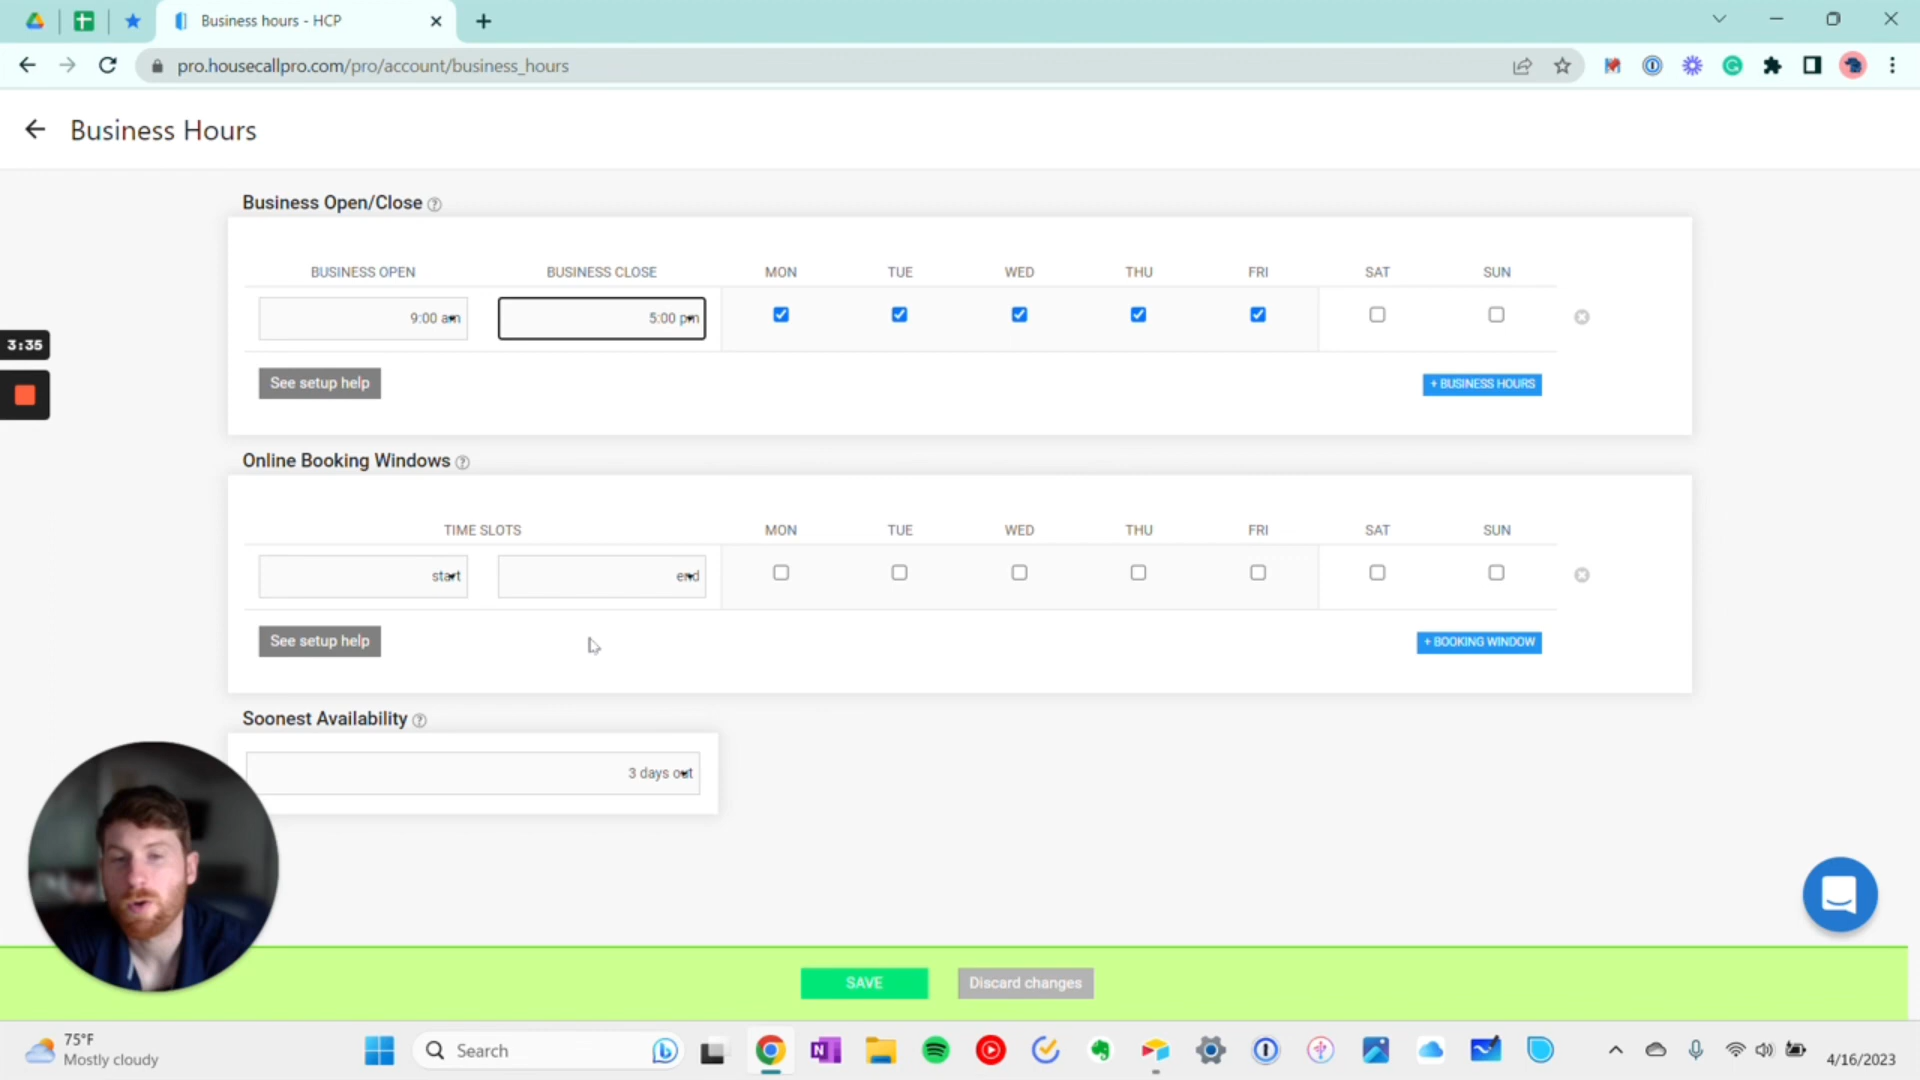 Business hours - HCP
pro.housecallpro.com/pro/account/business_hours
Business Hours
Business Open/Close
BUSINESS OPEN BUSINESS CLOSE MON TUE WED THU FRI SAT SUN
9:00 am 5:00 pm
3:35
See setup help + BUSINESS HOURS
Online Booking Windows
TIME SLOTS MON TUE WED THU FRI SAT SUN
start end
See setup help + BOOKING WINDOW
Soonest Availability
3 days out
SAVE Discard changes
75°F
Mostly cloudy
Search
4/16/2023